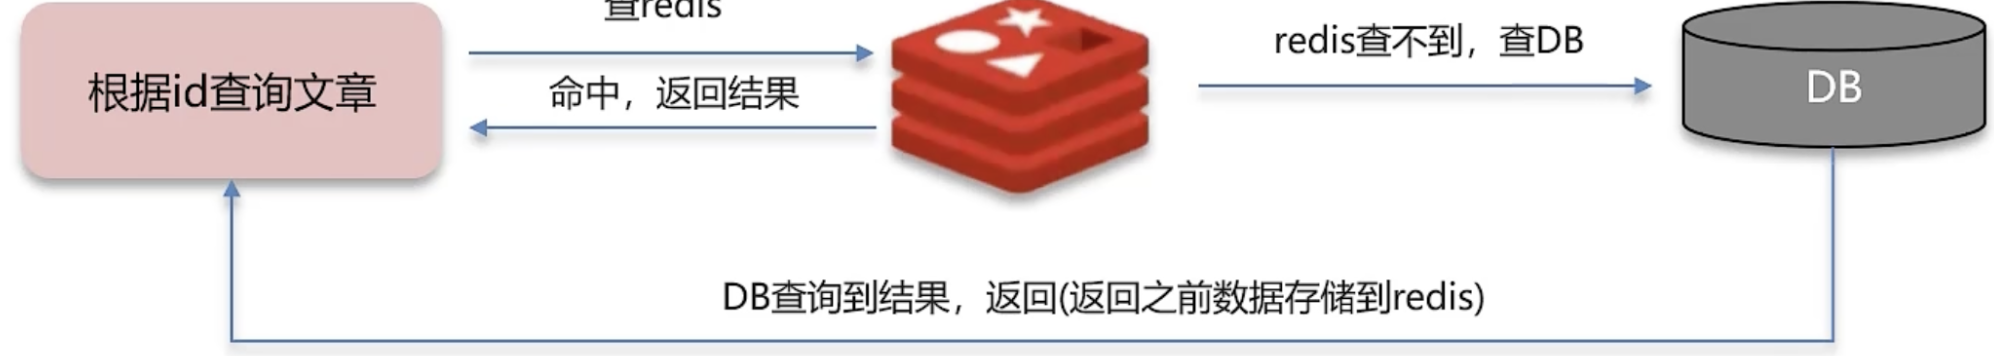 查redis
根据id查询文章
命中，返回结果
redis查不到，查DB
DB
DB查询到结果，返回(返回之前数据存储到redis)